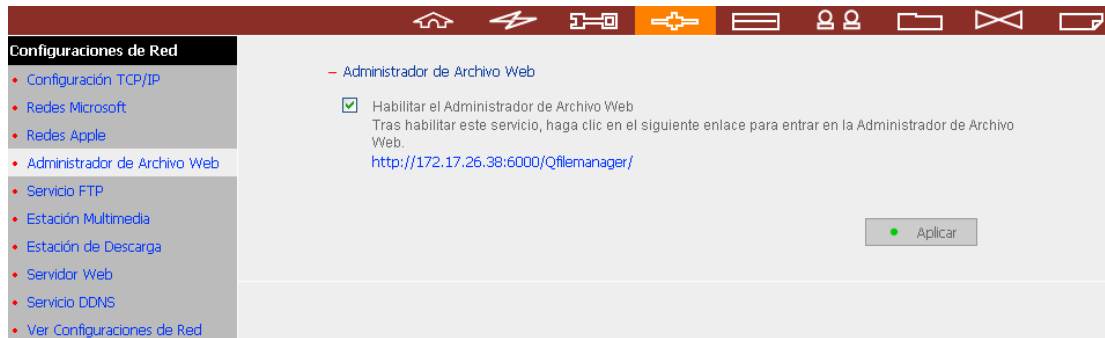 Configuraciones de Red
Configuración TCP/IP
Redes Microsoft
Redes Apple
Administrador de Archivo Web
Servicio FTP
Estación Multimedia
Estación de Descarga
Servidor Web
Servicio DDNS
Ver Configuraciones de Red
Administrador de Archivo Web
Habilitar el Administrador de Archivo Web
Tras habilitar este servicio, haga clic en el siguiente enlace para entrar en la Administrador de Archivo
Web.
http://172.17.26.38:6000/Qfilemanager/
Aplicar